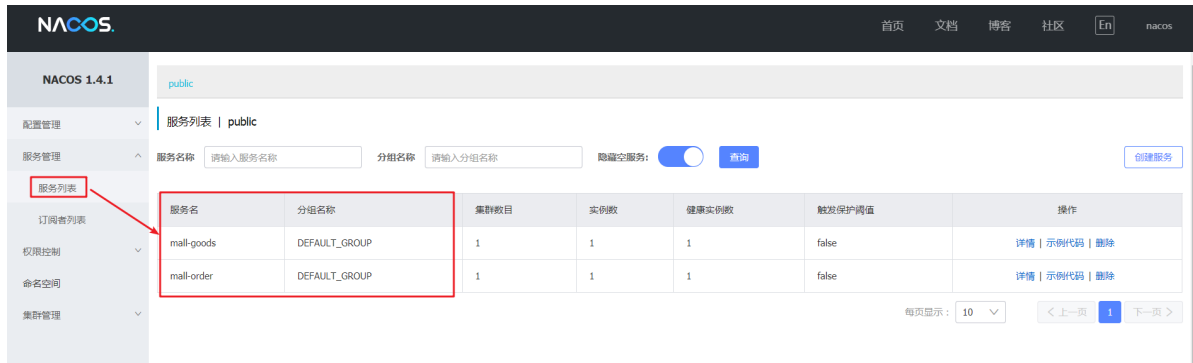 NACOS. 首页 文档 博客 社区 En nacos
NACOS 1.4.1
public
配置管理
服务列表 | public
服务管理
服务名称 请输入服务名称 分组名称 请输入分组名称 隐藏空服务: 查询 创建服务
服务列表
订阅者列表
服务名 分组名称 集群数目 实例数 健康实例数 触发保护阈值 操作
mall-goods DEFAULT_GROUP 1 1 1 false 详情 | 示例代码 | 删除
权限控制
mall-order DEFAULT_GROUP 1 1 1 false 详情 | 示例代码 | 删除
命名空间
集群管理
每页显示: 10 < 上一页 1 下一页 >